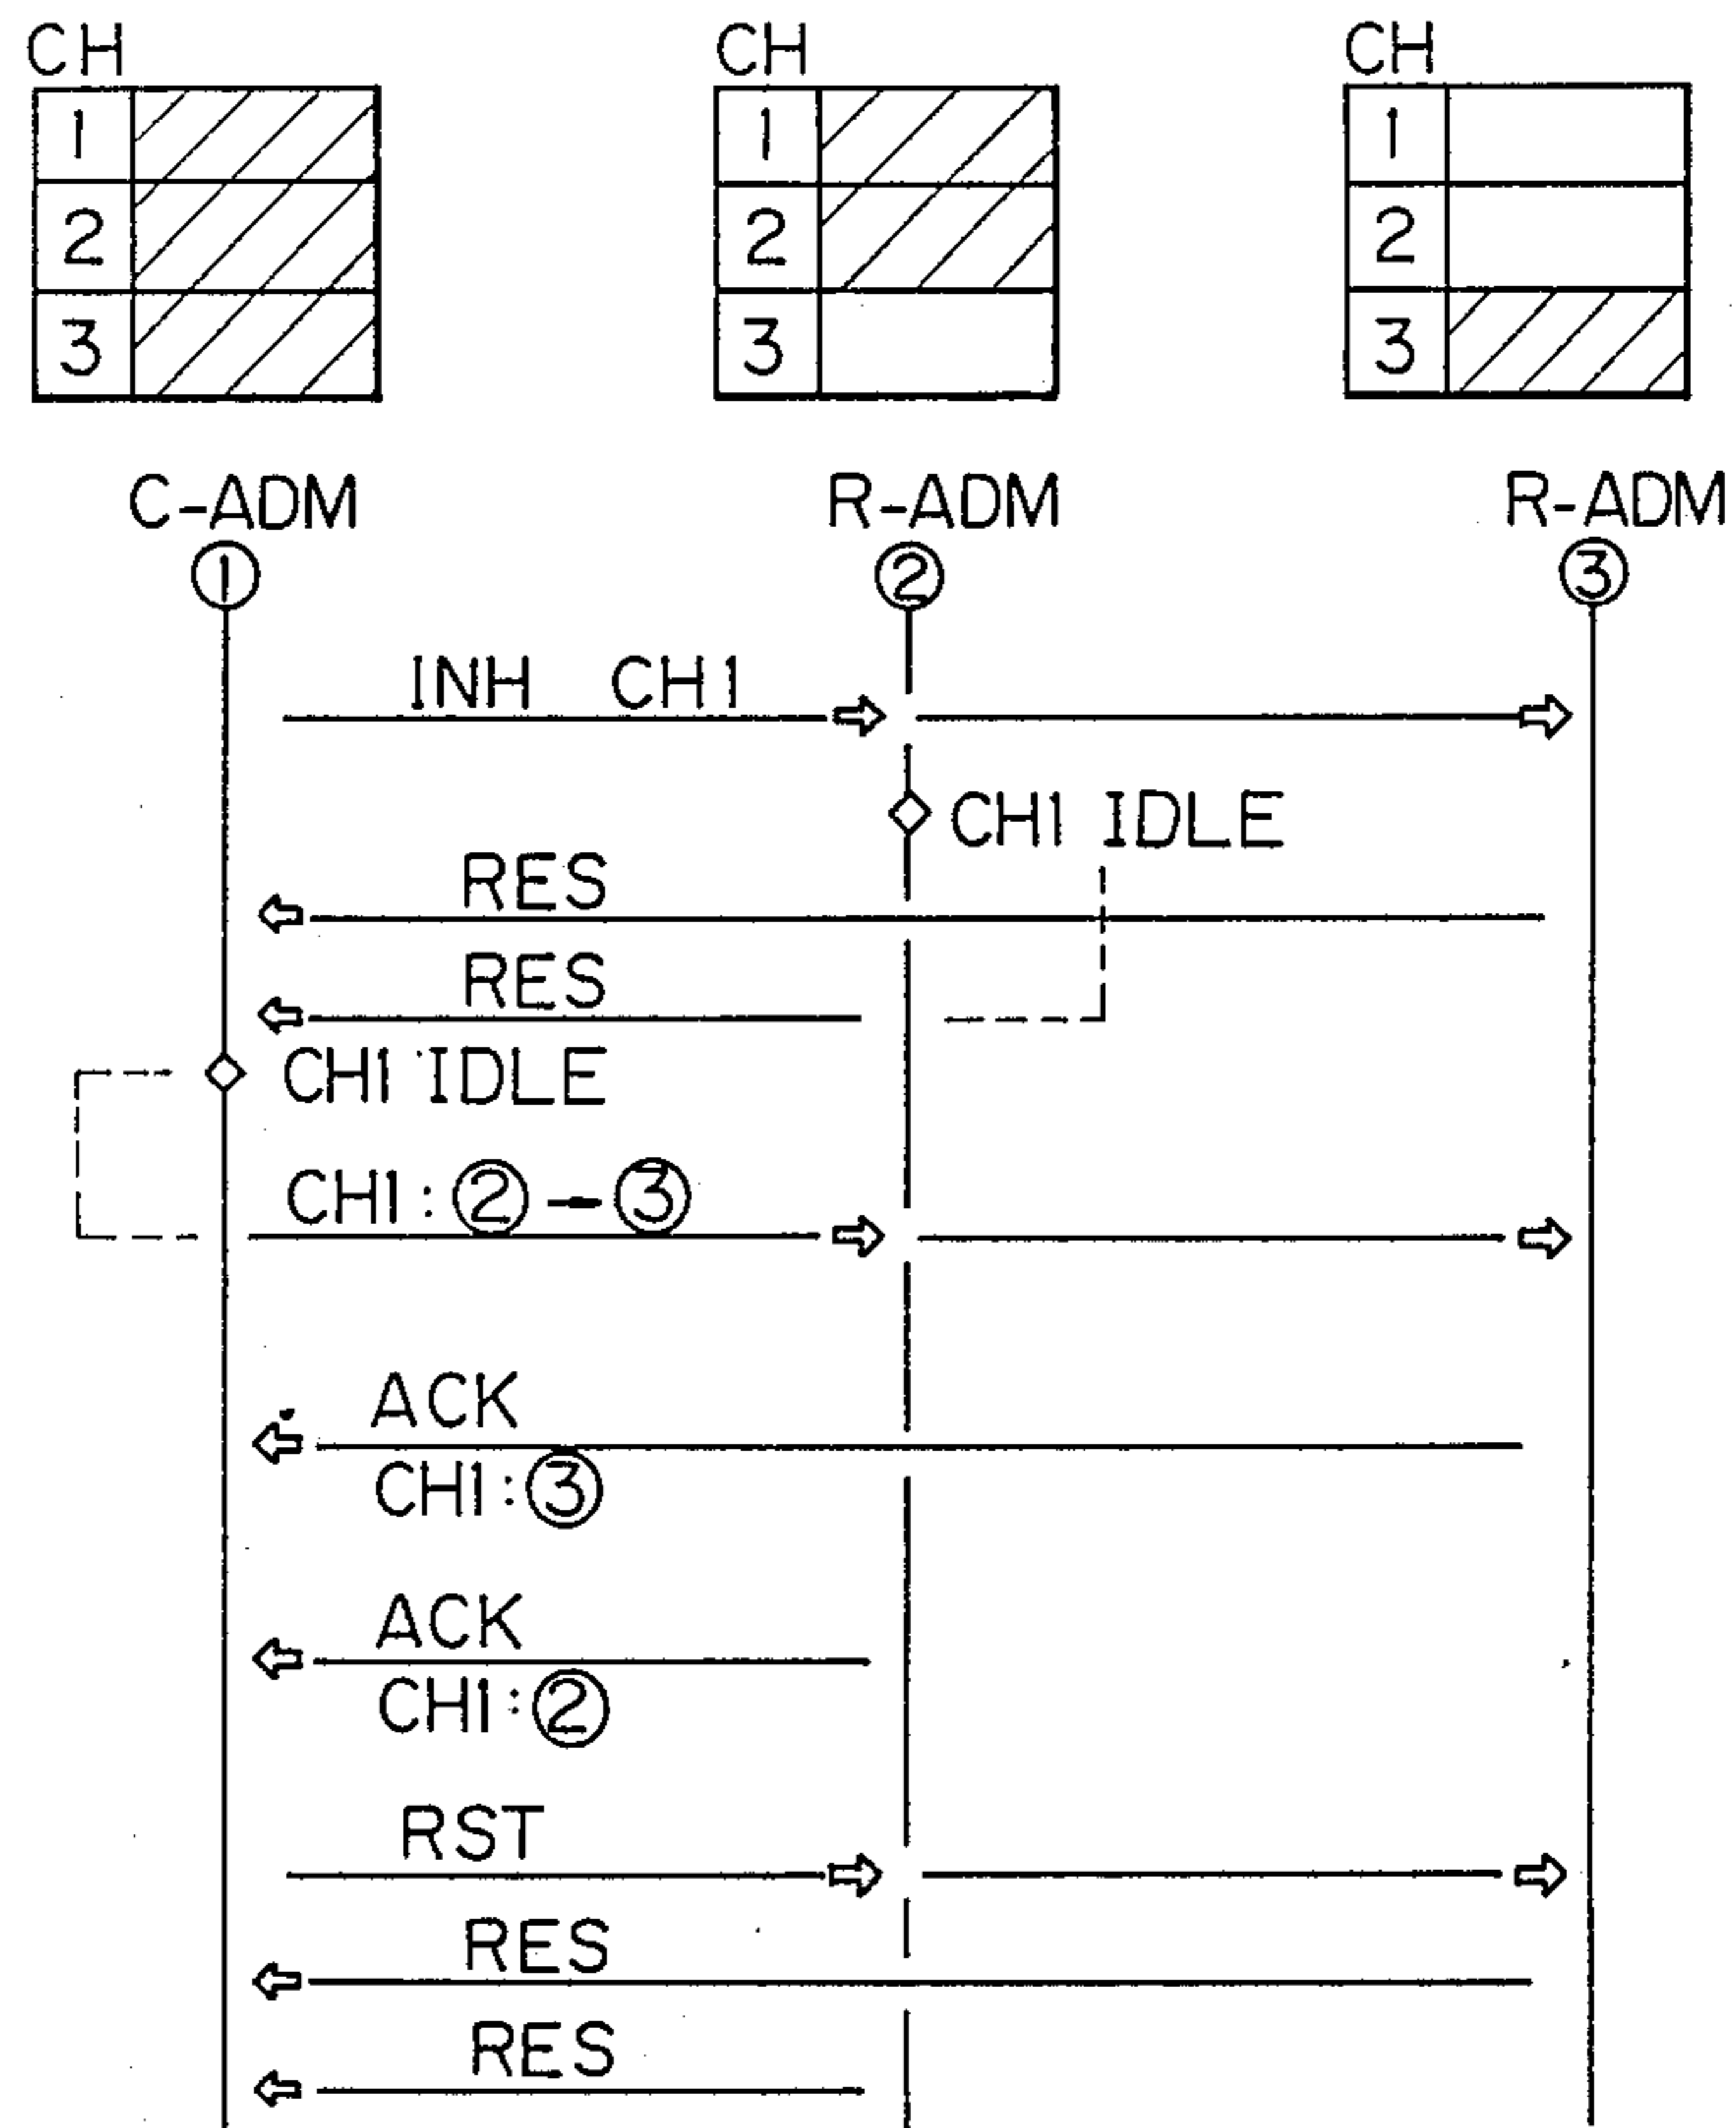 CH CH CH
1 1 1
2 2 2
3 3 3
C-ADM R-ADM R-ADM
① ② ③
INH CH1
CH1 IDLE
RES
RES
CH1 IDLE
CH1:②-③
ACK
CH1:③
ACK
CH1:②
RST
RES
RES